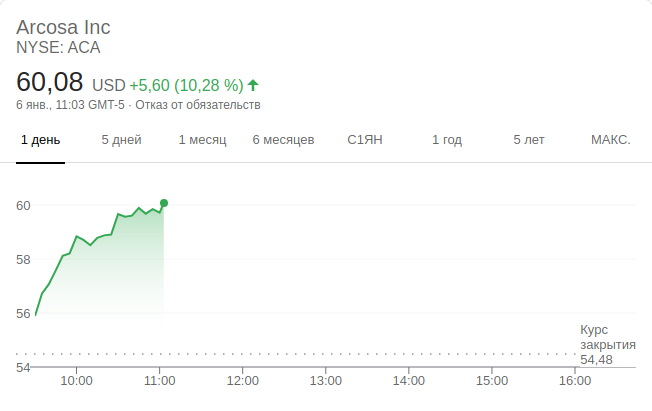 Arcosa Inc
NYSE: ACA
60,08 USD +5,60 (10,28 %)
6 янв., 11:03 GMT-5 · Отказ от обязательств
1 день 5 дней 1 месяц 6 месяцев С1ЯН 1 год 5 лет МАКС.
60
58
56
Курс
закрытия
54,48
54
10:00 11:00 12:00 13:00 14:00 15:00 16:00